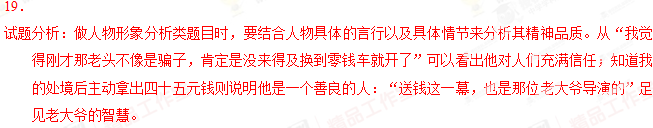 19.
试题分析：做人物形象分析类题目时，要结合人物具体的言行以及具体情节来分析其精神品质。从“我觉
得刚才那老头不像是骗子，肯定是没来得及换到零钱车就开了”可以看出他对人们充满信任，知道我
的处境后主动拿出四十五元钱则说明他是一个善良的人：“送钱这一幕，也是那位老大爷导演的”足
见老大爷的智慧。